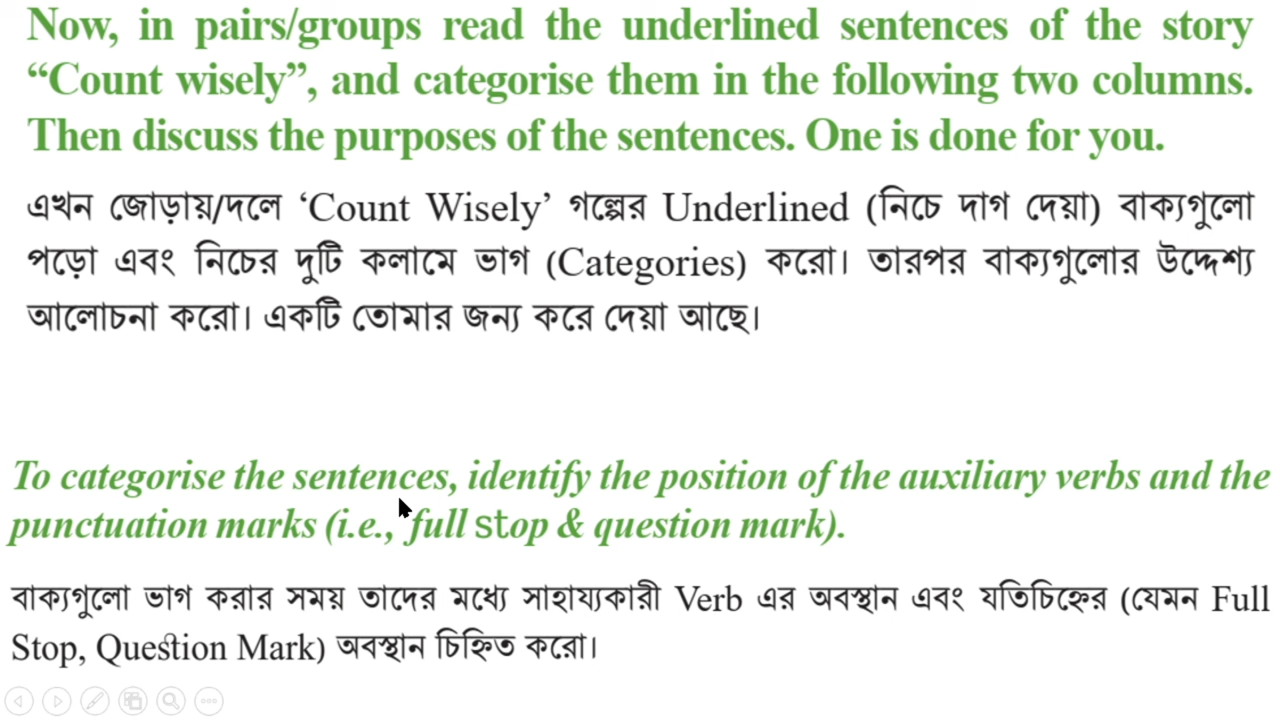 Now, in pairs/groups read the underlined sentences of the story
“Count wisely”, and categorise them in the following two columns.
Then discuss the purposes of the sentences. One is done for you.
এখন জোড়ায়/দলে ‘Count Wisely’ গল্পের Underlined (নিচে দাগ দেয়া) বাক্যগুলো
পড়ো এবং নিচের দুটি কলামে ভাগ (Categories) করো। তারপর বাক্যগুলোর উদ্দেশ্য
আলোচনা করো। একটি তোমার জন্য করে দেয়া আছে।
To categorise the sentences, identify the position of the auxiliary verbs and the
punctuation marks (i.e., full stop & question mark).
বাক্যগুলো ভাগ করার সময় তাদের মধ্যে সাহায্যকারী Verb এর অবস্থান এবং যতিচিহ্নের (যেমন Full
Stop, Question Mark) অবস্থান চিহ্নিত করো।